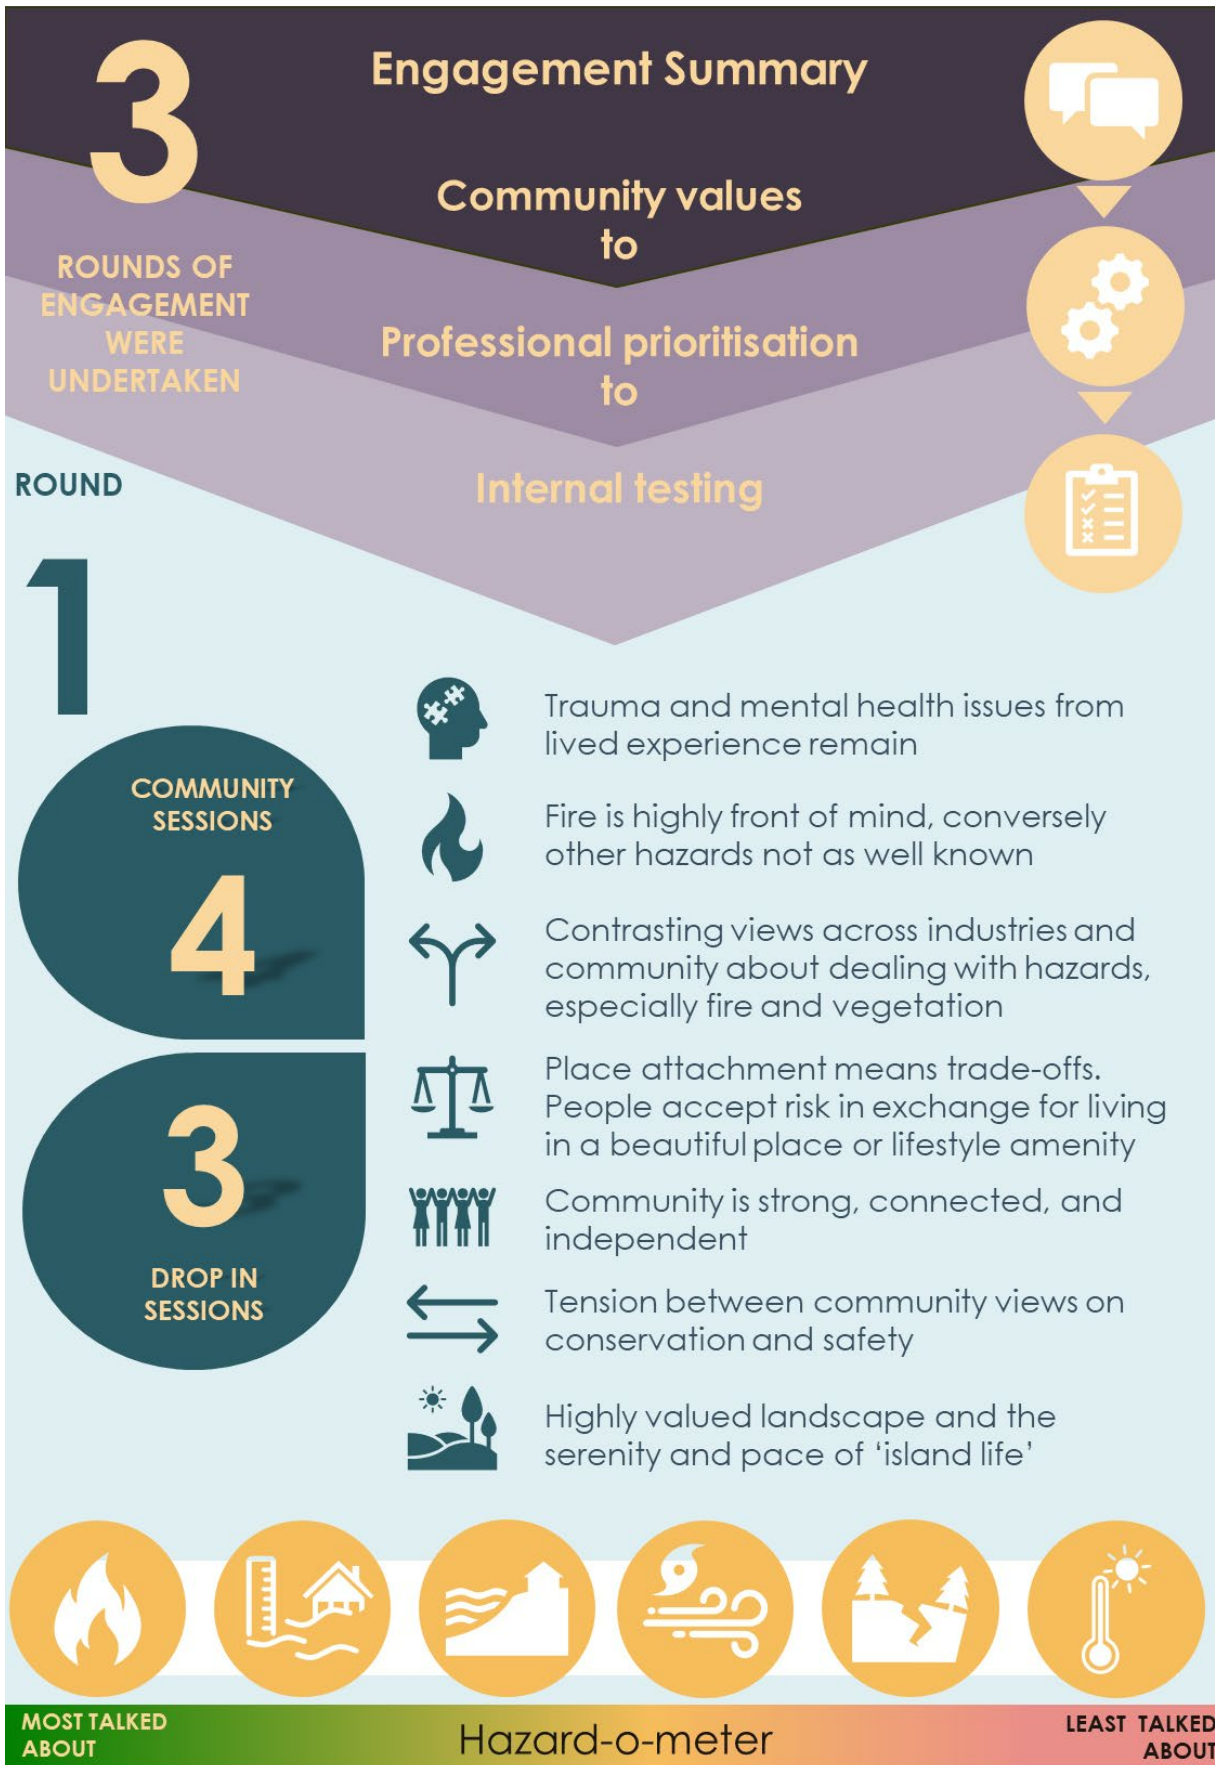 3
Engagement Summary
Community values
to
ROUNDS OF
ENGAGEMENT
WERE
UNDERTAKEN
Professional prioritisation
to
Internal testing
ROUND
1
COMMUNITY
SESSIONS
4
3
DROP IN
SESSIONS
Trauma and mental health issues from
lived experience remain
Fire is highly front of mind, conversely
other hazards not as well known
Contrasting views across industries and
community about dealing with hazards,
especially fire and vegetation
Place attachment means trade-offs.
People accept risk in exchange for living
in a beautiful place or lifestyle amenity
Community is strong, connected, and
independent
Tension between community views on
conservation and safety
Highly valued landscape and the
serenity and pace of ‘island life’
MOST TALKED
ABOUT
Hazard-o-meter
LEAST TALKED
ABOUT